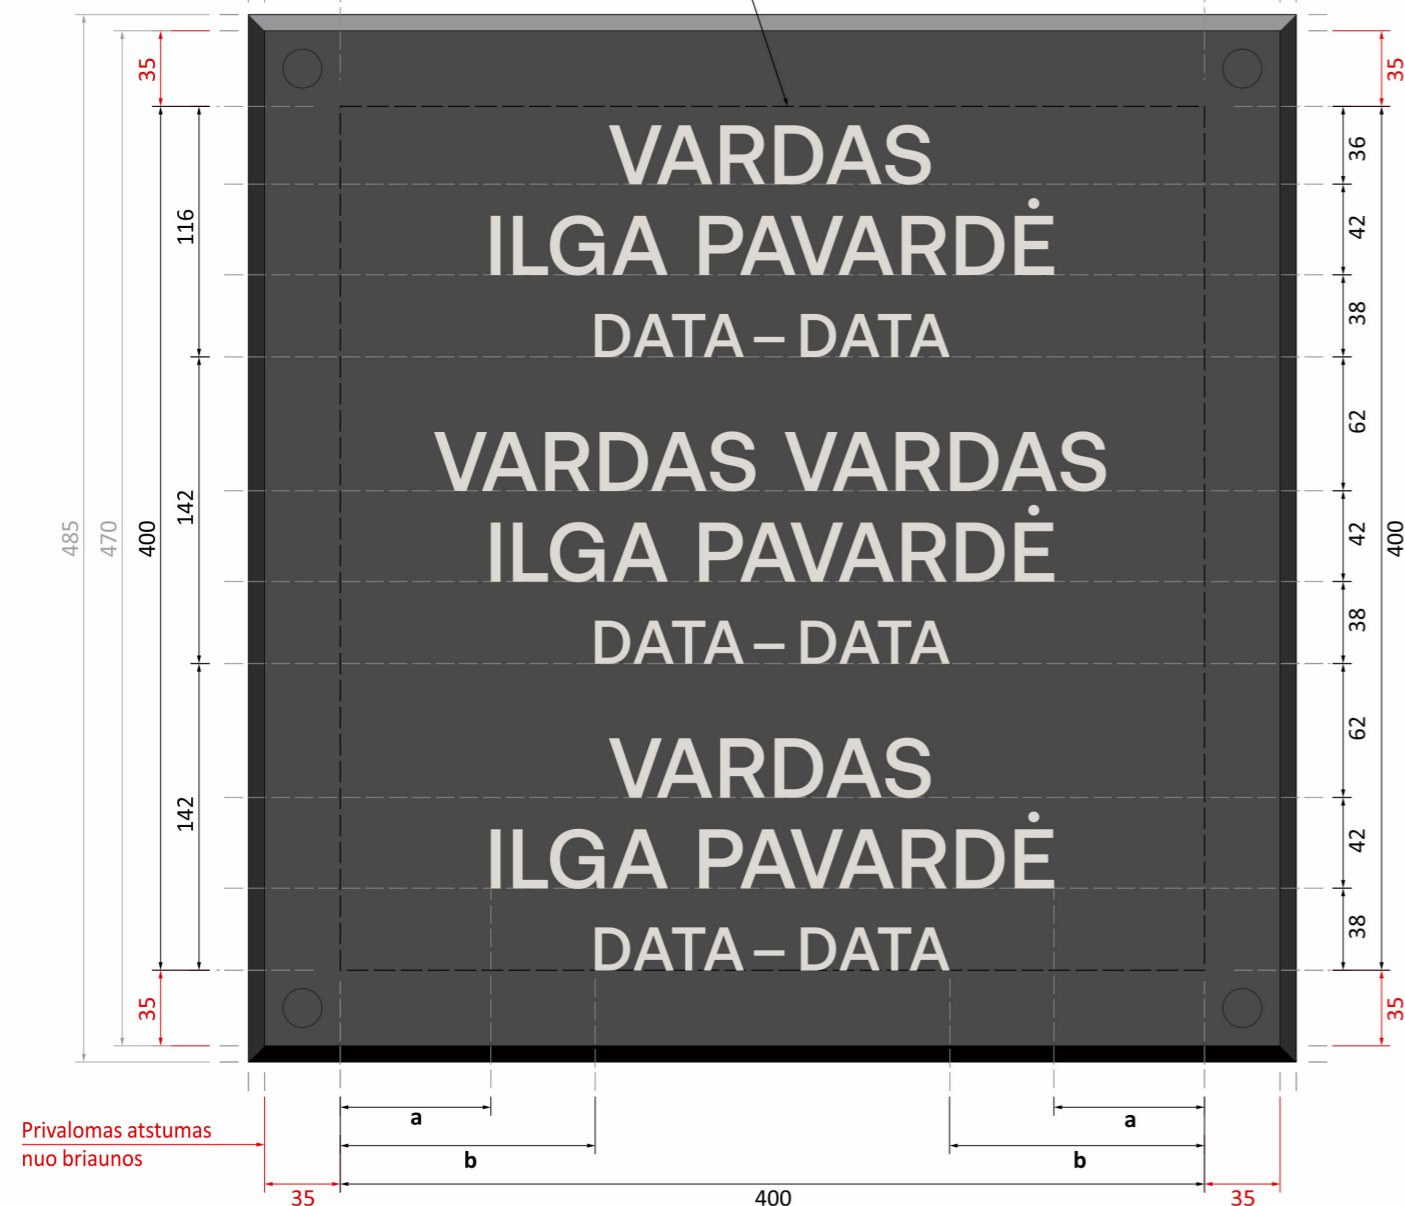 35
35
36
VARDAS
116
42
ILGA PAVARDĖ
38
DATA – DATA
62
VARDAS VARDAS
485
470
400
142
42
400
ILGA PAVARDĖ
38
DATA – DATA
62
VARDAS
142
42
ILGA PAVARDĖ
38
DATA – DATA
35
35
a
a
Privalomas atstumas
nuo briaunos
b
b
35
400
35